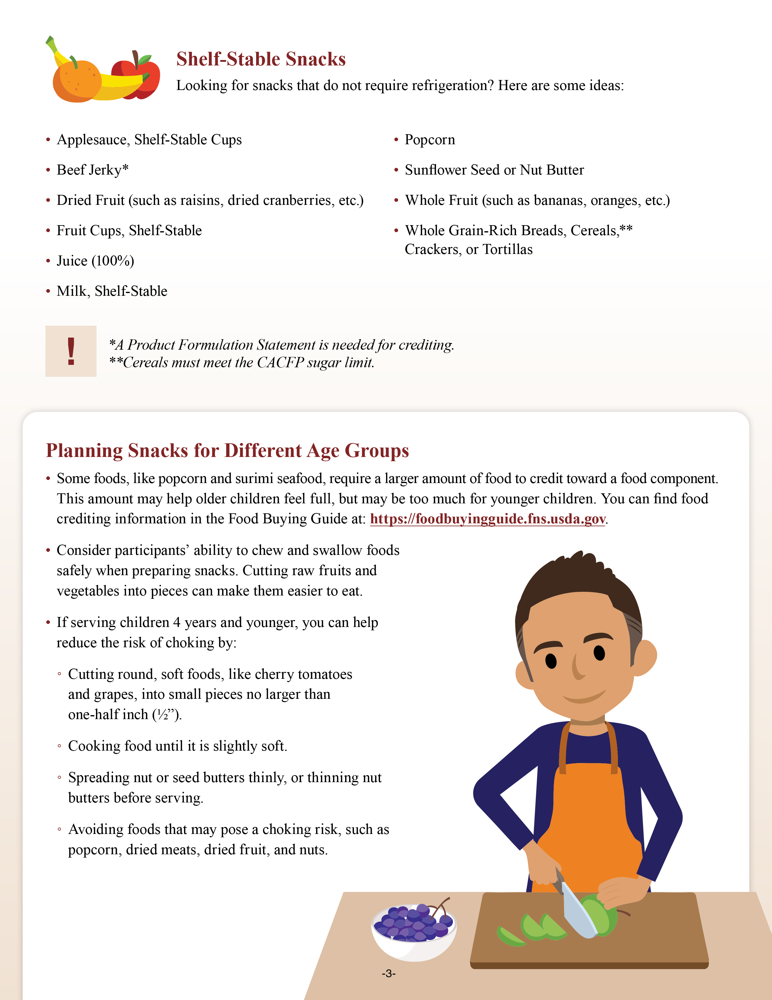 Shelf-Stable Snacks
Looking for snacks that do not require refrigeration? Here are some ideas:
• Applesauce, Shelf-Stable Cups
• Beef Jerky*
• Dried Fruit (such as raisins, dried cranberries, etc.)
• Fruit Cups, Shelf-Stable
• Juice (100%)
• Milk, Shelf-Stable
• Popcorn
• Sunflower Seed or Nut Butter
• Whole Fruit (such as bananas, oranges, etc.)
• Whole Grain-Rich Breads, Cereals,**
Crackers, or Tortillas
!
*A Product Formulation Statement is needed for crediting.
**Cereals must meet the CACFP sugar limit.
Planning Snacks for Different Age Groups
• Some foods, like popcorn and surimi seafood, require a larger amount of food to credit toward a food component.
This amount may help older children feel full, but may be too much for younger children. You can find food
crediting information in the Food Buying Guide at: https://foodbuyingguide.fns.usda.gov.
• Consider participants’ ability to chew and swallow foods
safely when preparing snacks. Cutting raw fruits and
vegetables into pieces can make them easier to eat.
• If serving children 4 years and younger, you can help
reduce the risk of choking by:
◦ Cutting round, soft foods, like cherry tomatoes
and grapes, into small pieces no larger than
one-half inch (½”).
◦ Cooking food until it is slightly soft.
◦ Spreading nut or seed butters thinly, or thinning nut
butters before serving.
◦ Avoiding foods that may pose a choking risk, such as
popcorn, dried meats, dried fruit, and nuts.
-3-